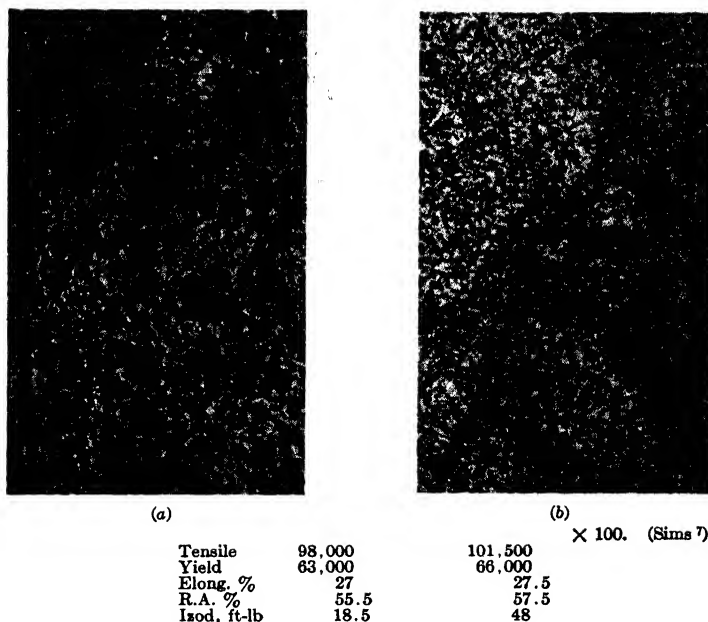 (a) (b)
× 100. (Sims 7)
Tensile 98,000 101,500
Yield 63,000 66,000
Elong. % 27 27.5
R.A. % 55.5 57.5
Izod, ft-lb 18.5 48